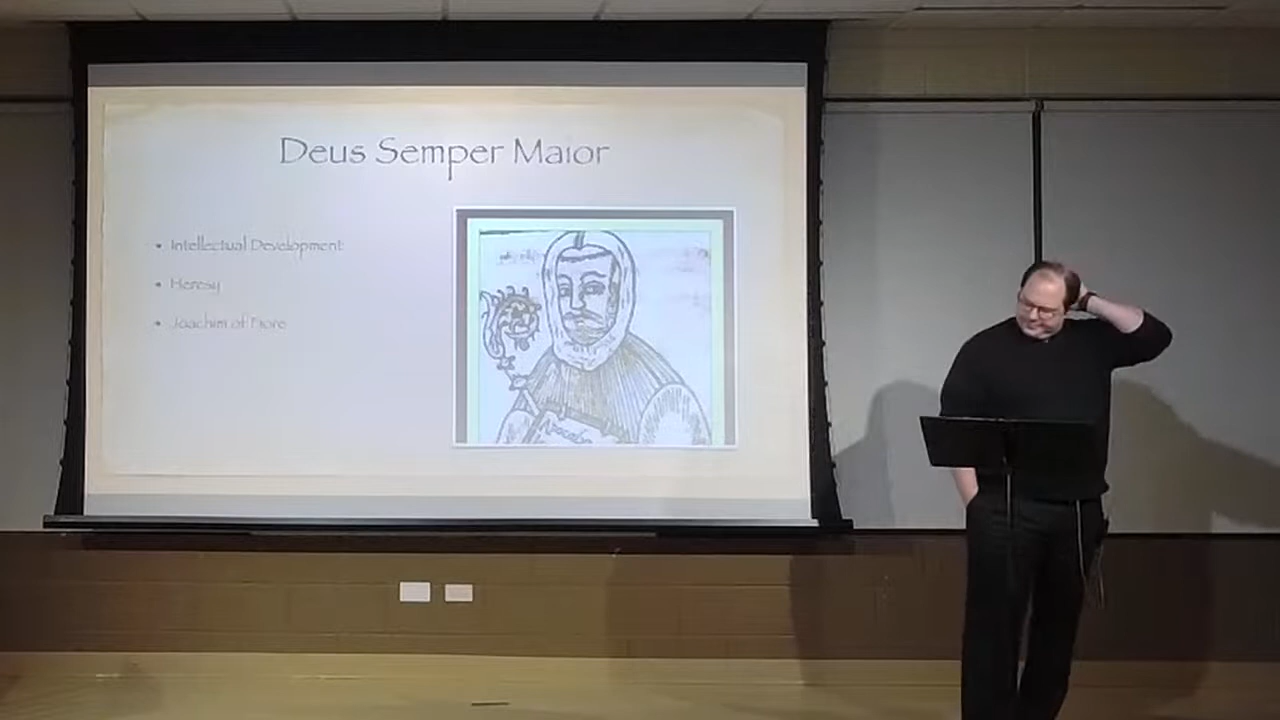 Deus Semper Maior
• Intellectual Development
• Heresy
• Joachim of Fiore